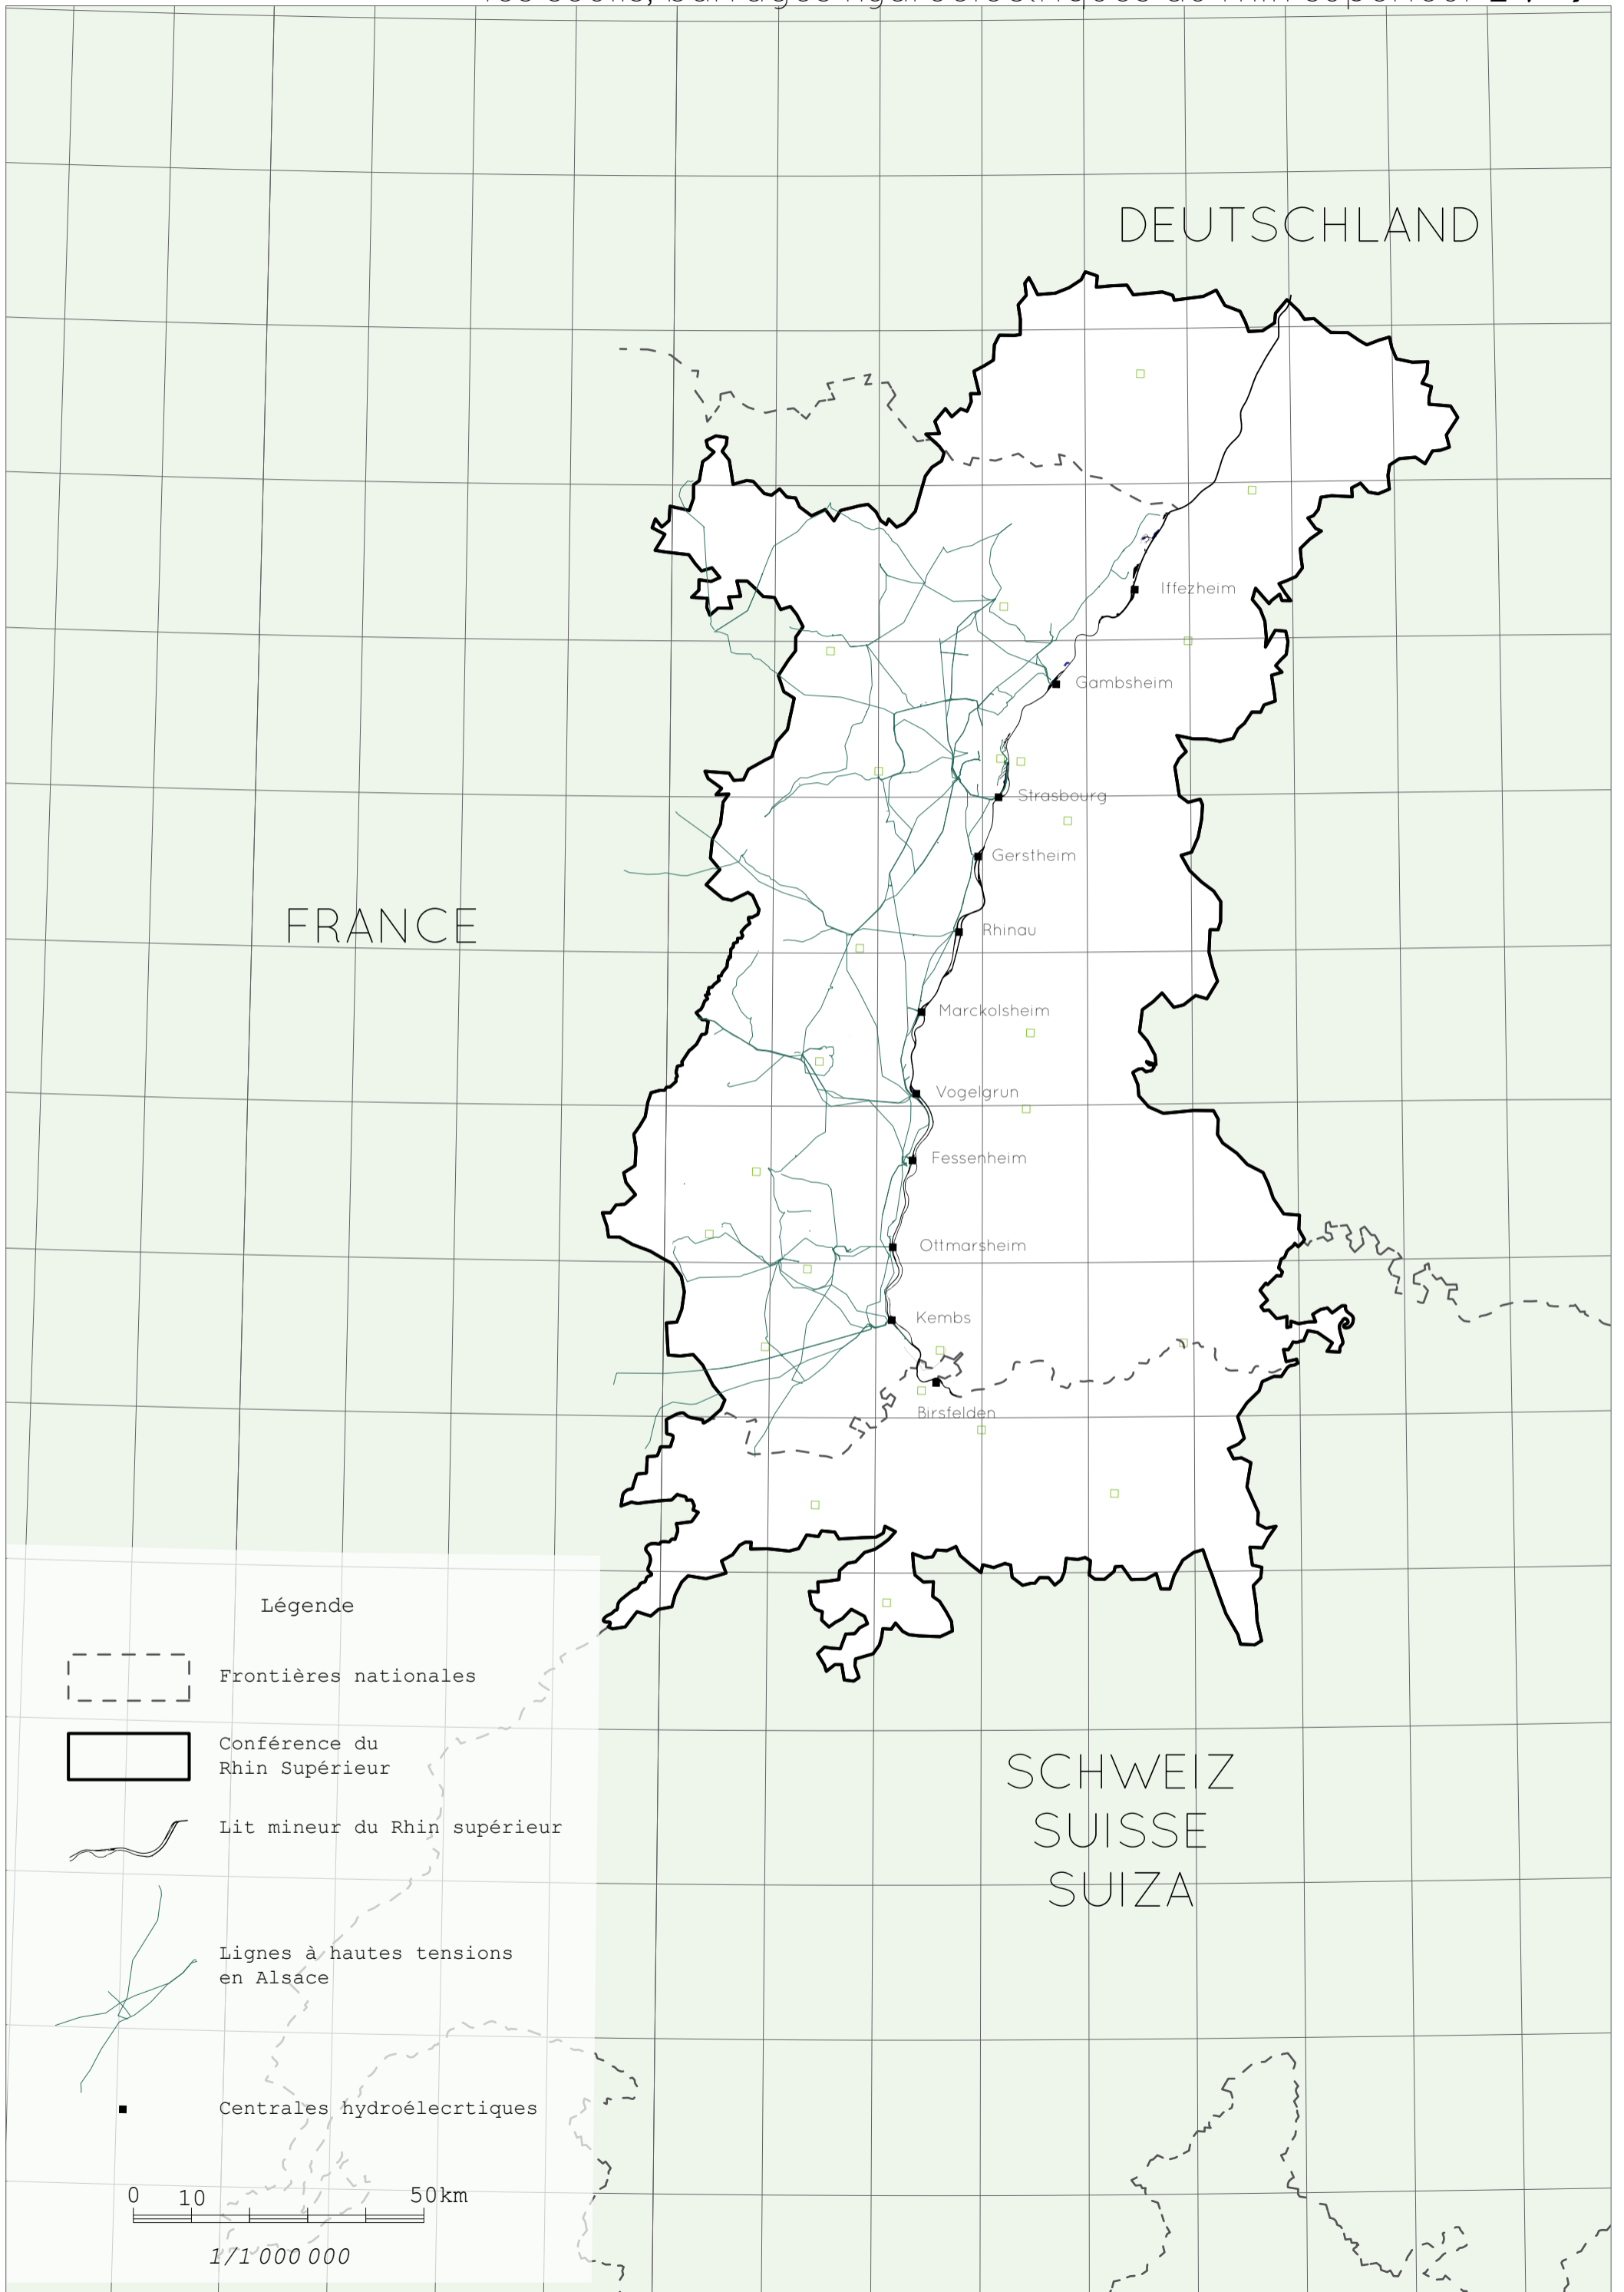 DEUTSCHLAND
Iffezheim
Gambsheim
Strasbourg
Gerstheim
FRANCE
Rhinau
Marckolsheim
Vogelgrun
Fessenheim
Ottmarsheim
Kembs
Birsfelden
SCHWEIZ
SUISSE
SUIZA
Légende
Frontières nationales
Conférence du
Rhin Supérieur
Lit mineur du Rhin supérieur
Lignes à hautes tensions
en Alsace
Centrales hydroélecrtiques
0 10 50km
1/1 000 000